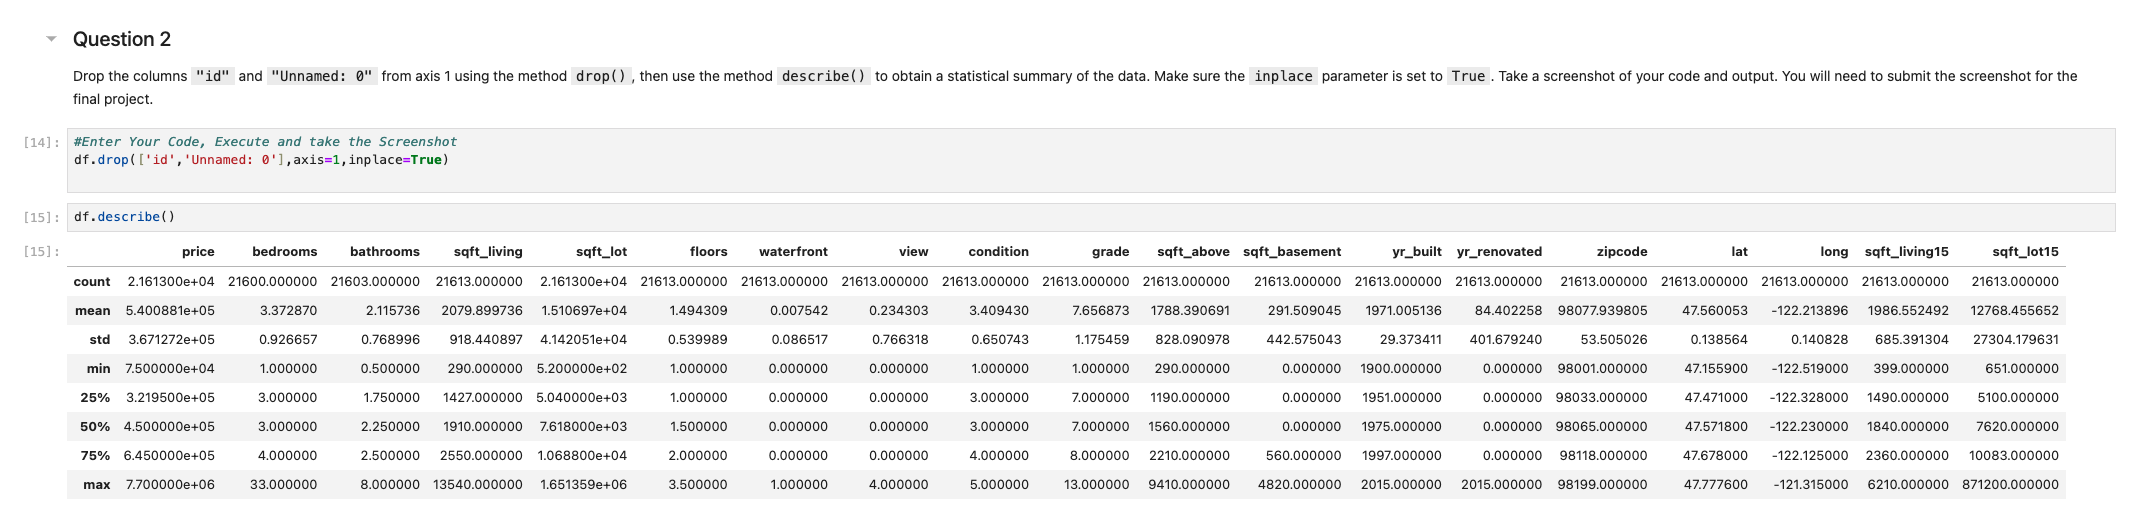 Question 2
Drop the columns "id" and "Unnamed: 0" from axis 1 using the method drop(), then use the method describe() to obtain a statistical summary of the data. Make sure the inplace parameter is set to True. Take a screenshot of your code and output. You will need to submit the screenshot for the
final project.
[14]: #Enter Your Code, Execute and take the Screenshot
df.drop(['id','Unnamed: 0'],axis=1,inplace=True)
[15]: df.describe()
[15]: price bedrooms bathrooms sqft_living sqft_lot floors waterfront view condition grade sqft_above sqft_basement yr_built yr_renovated zipcode lat long sqft_living15 sqft_lot15
count 2.161300e+04 21600.000000 21603.000000 21613.000000 2.161300e+04 21613.000000 21613.000000 21613.000000 21613.000000 21613.000000 21613.000000 21613.000000 21613.000000 21613.000000 21613.000000 21613.000000 21613.000000 21613.000000 21613.000000
mean 5.400881e+05 3.372870 2.115736 2079.899736 1.510697e+04 1.494309 0.007542 0.234303 3.409430 7.656873 1788.390691 291.509045 1971.005136 84.402258 98077.939805 47.560053 -122.213896 1986.552492 12768.455652
std 3.671272e+05 0.926657 0.768996 918.440897 4.142051e+04 0.539989 0.086517 0.766318 0.650743 1.175459 828.090978 442.575043 29.373411 401.679240 53.505026 0.138564 0.140828 685.391304 27304.179631
min 7.500000e+04 1.000000 0.500000 290.000000 5.200000e+02 1.000000 0.000000 0.000000 1.000000 1.000000 290.000000 0.000000 1900.000000 0.000000 98001.000000 47.155900 -122.519000 399.000000 651.000000
25% 3.219500e+05 3.000000 1.750000 1427.000000 5.040000e+03 1.000000 0.000000 0.000000 3.000000 7.000000 1190.000000 0.000000 1951.000000 0.000000 98033.000000 47.471000 -122.328000 1490.000000 5100.000000
50% 4.500000e+05 3.000000 2.250000 1910.000000 7.618000e+03 1.500000 0.000000 0.000000 3.000000 7.000000 1560.000000 0.000000 1975.000000 0.000000 98065.000000 47.571800 -122.230000 1840.000000 7620.000000
75% 6.450000e+05 4.000000 2.500000 2550.000000 1.068800e+04 2.000000 0.000000 0.000000 4.000000 8.000000 2210.000000 560.000000 1997.000000 0.000000 98118.000000 47.678000 -122.125000 2360.000000 10083.000000
max 7.700000e+06 33.000000 8.000000 13540.000000 1.651359e+06 3.500000 1.000000 4.000000 5.000000 13.000000 9410.000000 4820.000000 2015.000000 2015.000000 98199.000000 47.777600 -121.315000 6210.000000 871200.000000